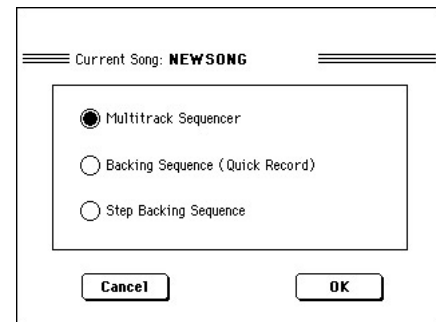 Current Song: NEWSONG
Multitrack Sequencer
Backing Sequence (Quick Record)
Step Backing Sequence
Cancel OK